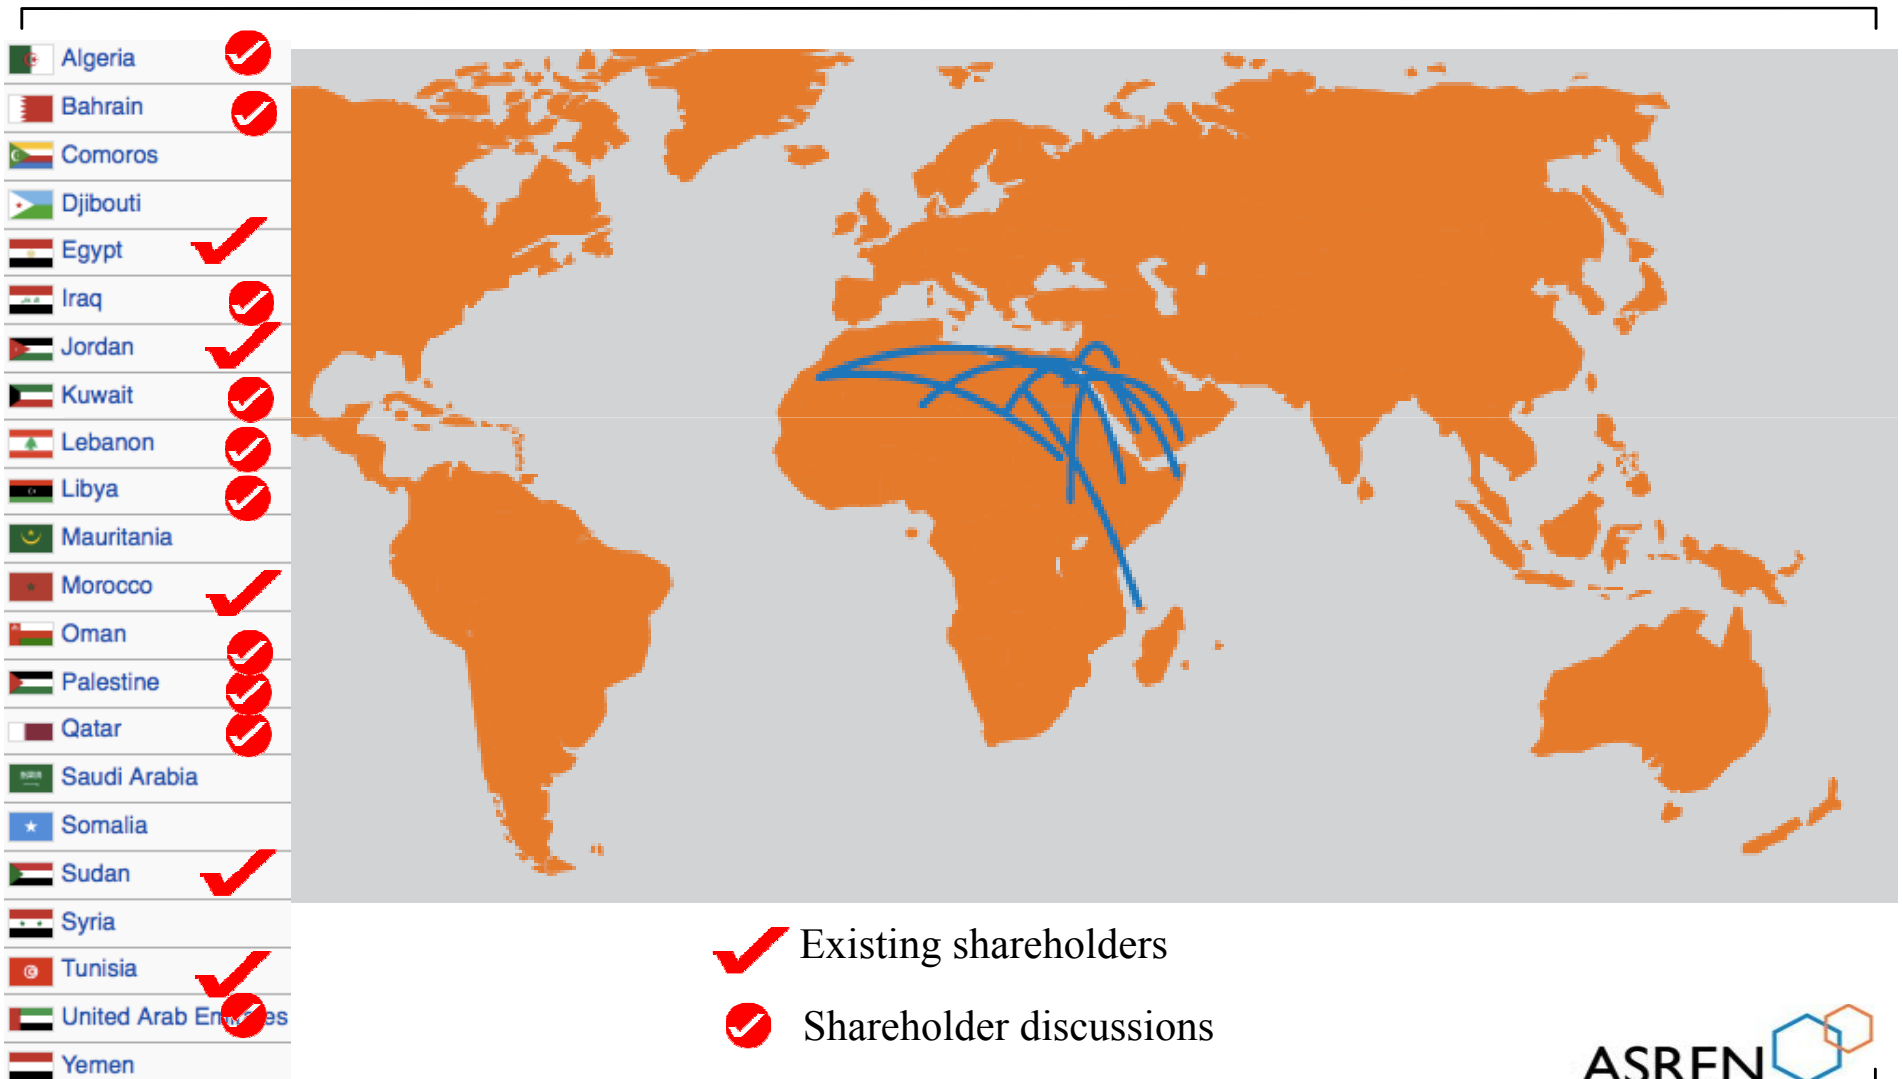 Algeria
Bahrain
Comoros
Djibouti
Egypt
Iraq
Jordan
Kuwait
Lebanon
Libya
Mauritania
Morocco
Oman
Palestine
Qatar
Saudi Arabia
Somalia
Sudan
Syria
Tunisia
United Arab Emirates
Yemen
Existing shareholders
Shareholder discussions
ASREN